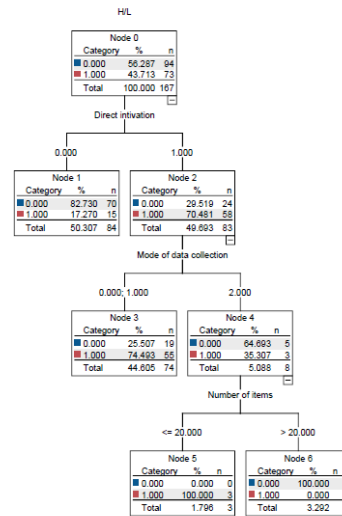 H/L
Node 0
Category % n
0.000 56.287 94
1.000 43.713 73
Total 100.000 167
Direct intivation
0.000 1.000
Node 1 Node 2
Category % n Category % n
0.000 82.730 70 0.000 29.519 24
1.000 17.270 15 1.000 70.481 58
Total 50.307 84 Total 49.693 83
Mode of data collection
0.000; 1.000 2.000
Node 3 Node 4
Category % n Category % n
0.000 25.507 19 0.000 64.693 5
1.000 74.493 55 1.000 35.307 3
Total 44.605 74 Total 5.088 8
Number of items
<= 20.000 > 20.000
Node 5 Node 6
Category % n Category % n
0.000 0.000 0 0.000 100.000
1.000 100.000 3 1.000 0.000
Total 1.796 3 Total 3.292